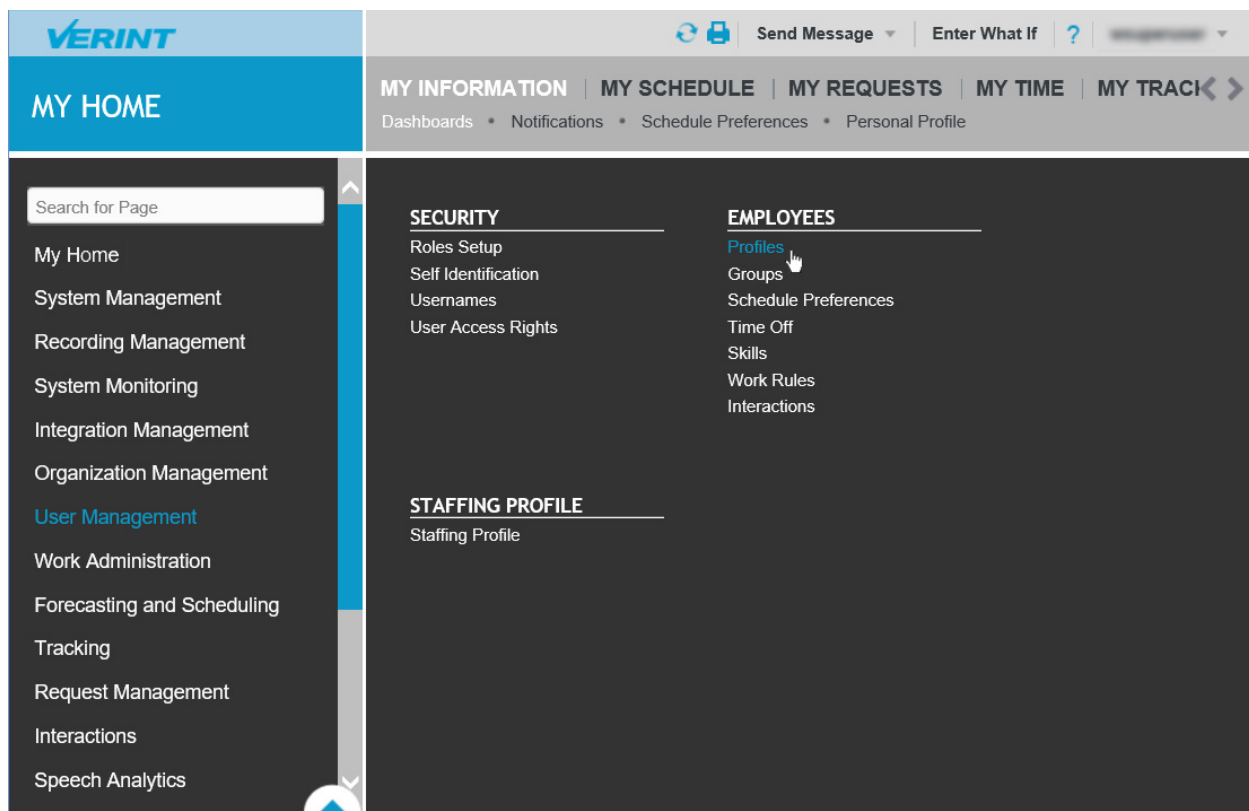 VERINT
Send Message
Enter What If
?
MY HOME
MY INFORMATION | MY SCHEDULE | MY REQUESTS | MY TIME | MY TRACK
Dashboards • Notifications • Schedule Preferences • Personal Profile
Search for Page
My Home
System Management
Recording Management
System Monitoring
Integration Management
Organization Management
User Management
Work Administration
Forecasting and Scheduling
Tracking
Request Management
Interactions
Speech Analytics
SECURITY
Roles Setup
Self Identification
Usernames
User Access Rights
EMPLOYEES
Profiles
Groups
Schedule Preferences
Time Off
Skills
Work Rules
Interactions
STAFFING PROFILE
Staffing Profile